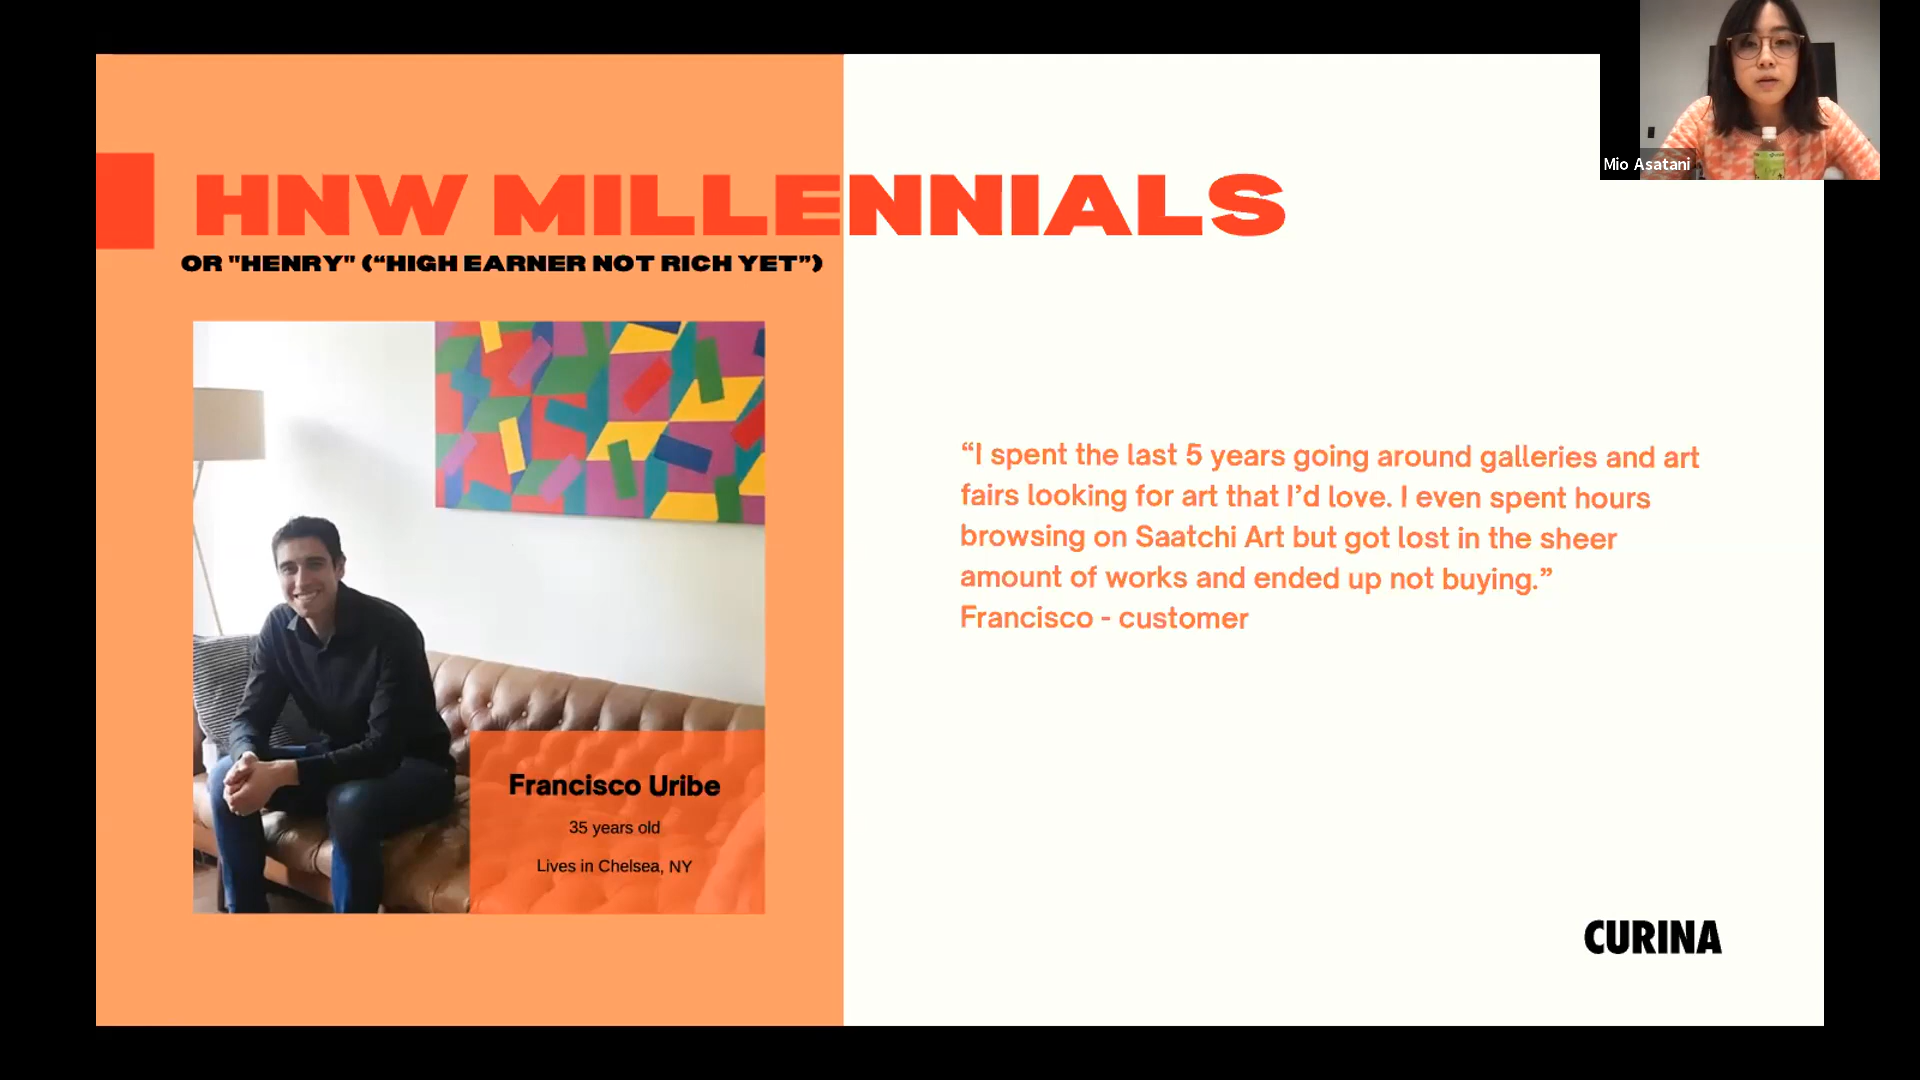 Mio Asatani
HNW MILLENNIALS
OR "HENRY" (“HIGH EARNER NOT RICH YET”)
“I spent the last 5 years going around galleries and art
fairs looking for art that I’d love. I even spent hours
browsing on Saatchi Art but got lost in the sheer
amount of works and ended up not buying.”
Francisco - customer
Francisco Uribe
35 years old
Lives in Chelsea, NY
CURINA